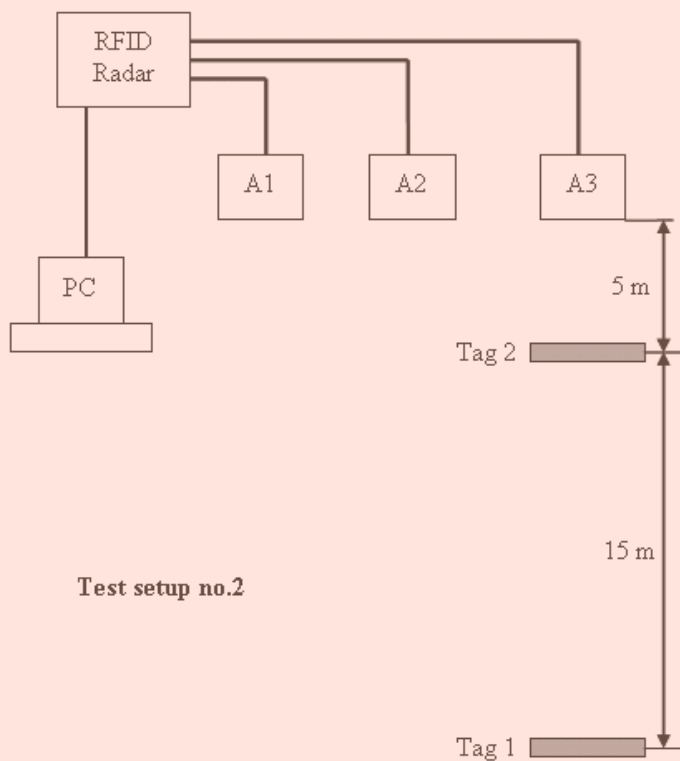 RFID
Radar
A1
A2
A3
PC
5 m
Tag 2
15 m
Test setup no.2
Tag 1